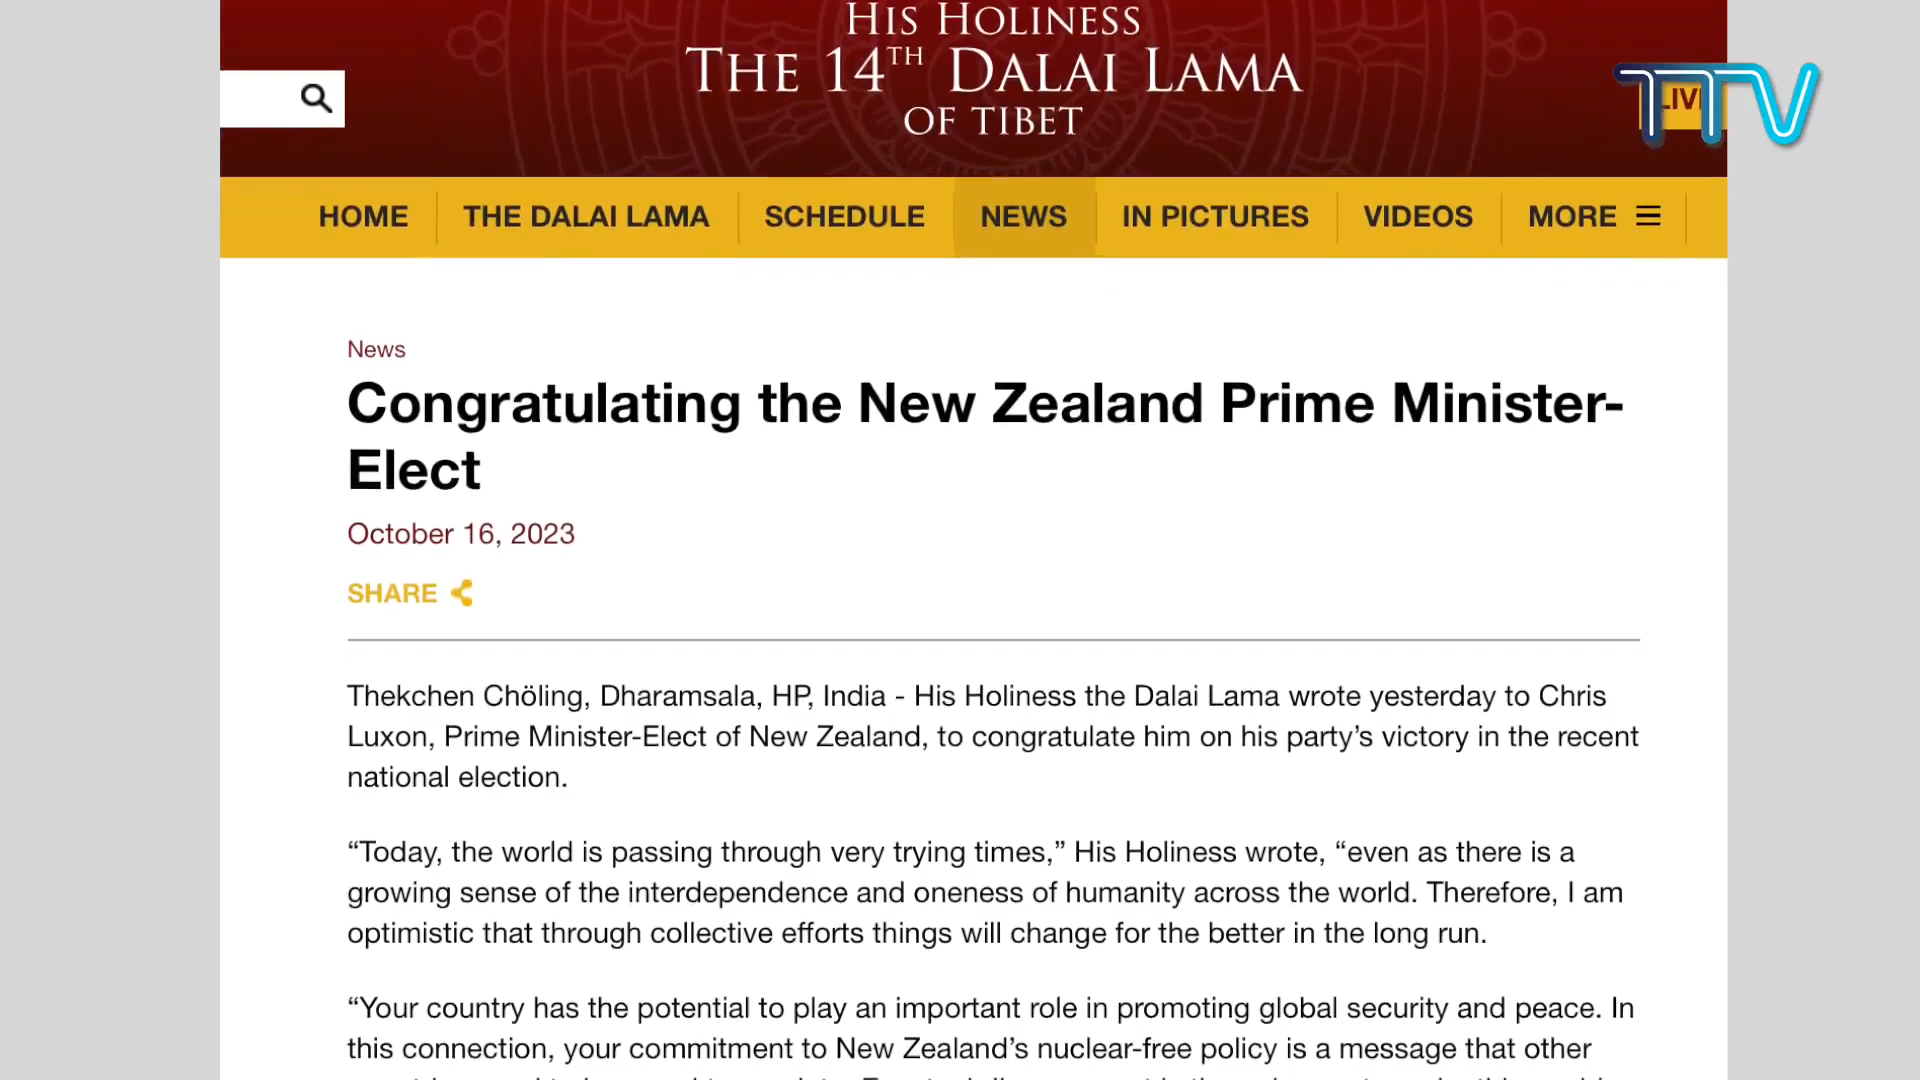 HIS HOLINESS
THE 14TH DALAI LAMA
OF TIBET
TTV
HOME
THE DALAI LAMA
SCHEDULE
NEWS
IN PICTURES
VIDEOS
MORE
News
Congratulating the New Zealand Prime Minister-
Elect
October 16, 2023
SHARE
Thekchen Chöling, Dharamsala, HP, India - His Holiness the Dalai Lama wrote yesterday to Chris
Luxon, Prime Minister-Elect of New Zealand, to congratulate him on his party’s victory in the recent
national election.
“Today, the world is passing through very trying times,” His Holiness wrote, “even as there is a
growing sense of the interdependence and oneness of humanity across the world. Therefore, I am
optimistic that through collective efforts things will change for the better in the long run.
“Your country has the potential to play an important role in promoting global security and peace. In
this connection, your commitment to New Zealand’s nuclear-free policy is a message that other